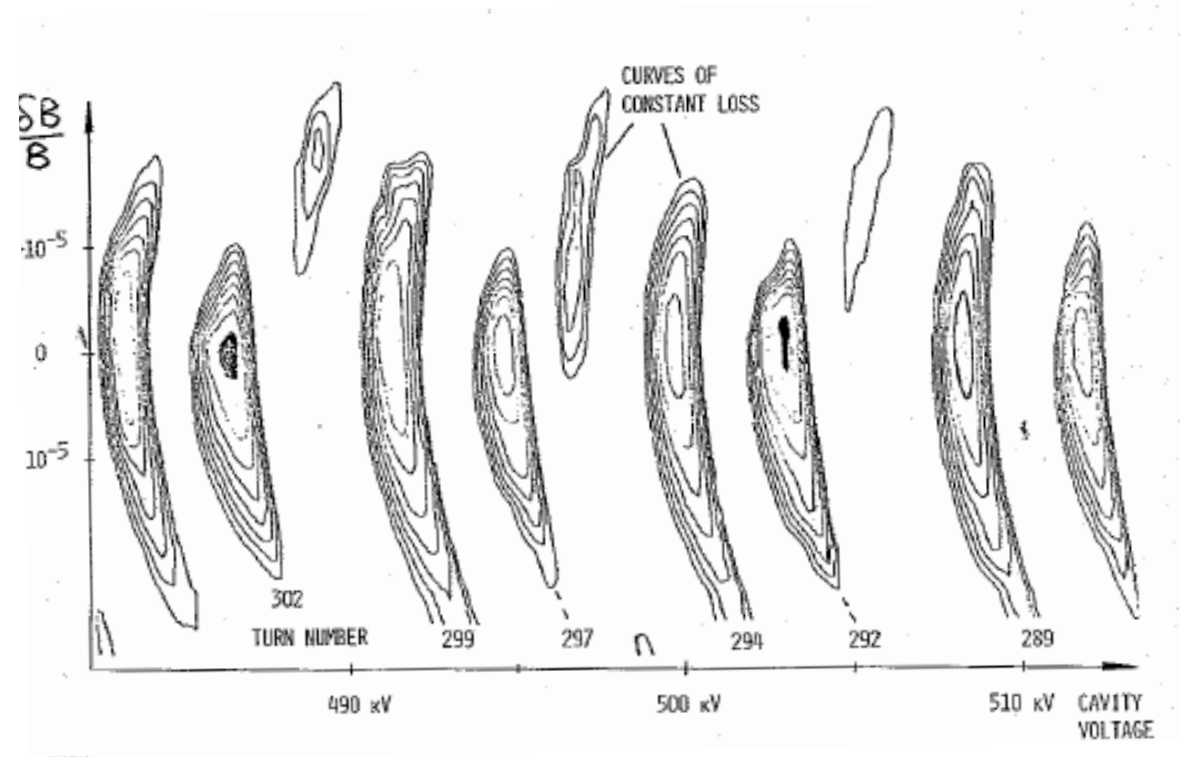 CURVES OF
CONSTANT LOSS
δB
B
10⁻⁵
0
10⁻⁵
302
TURN NUMBER
299
297
n
294
292
289
490 kV
500 kV
510 kV
CAVITY
VOLTAGE